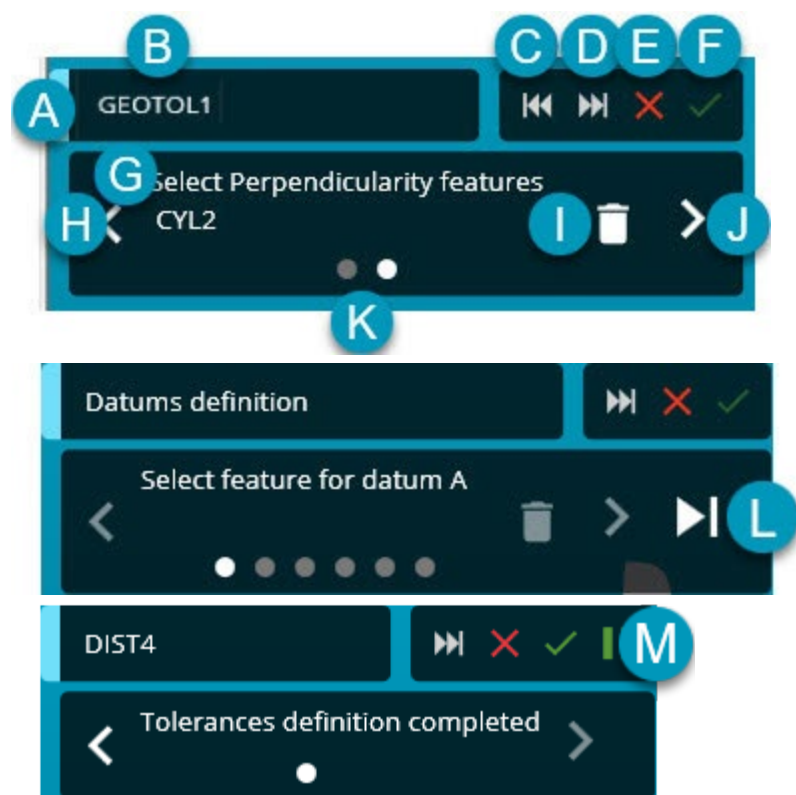 B C D E F
A GEOTOL1
G Select Perpendicularity features
H CYL2 I J
K
Datums definition
Select feature for datum A
L
DIST4 M
Tolerances definition completed